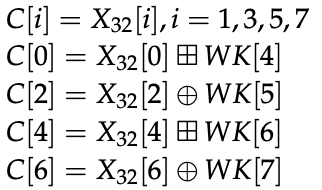 C[i] = X₃₂[i], i = 1, 3, 5, 7
C[0] = X₃₂[0] ⊞ WK[4]
C[2] = X₃₂[2] ⊕ WK[5]
C[4] = X₃₂[4] ⊞ WK[6]
C[6] = X₃₂[6] ⊕ WK[7]